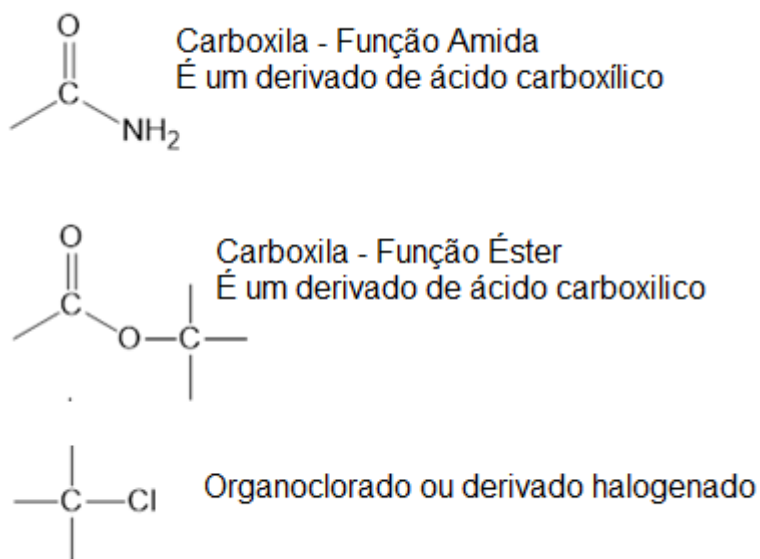 O
Carboxila - Função Amida
É um derivado de ácido carboxílico
C
NH₂
O
Carboxila - Função Éster
É um derivado de ácido carboxilico
C
O C
C Cl
Organoclorado ou derivado halogenado